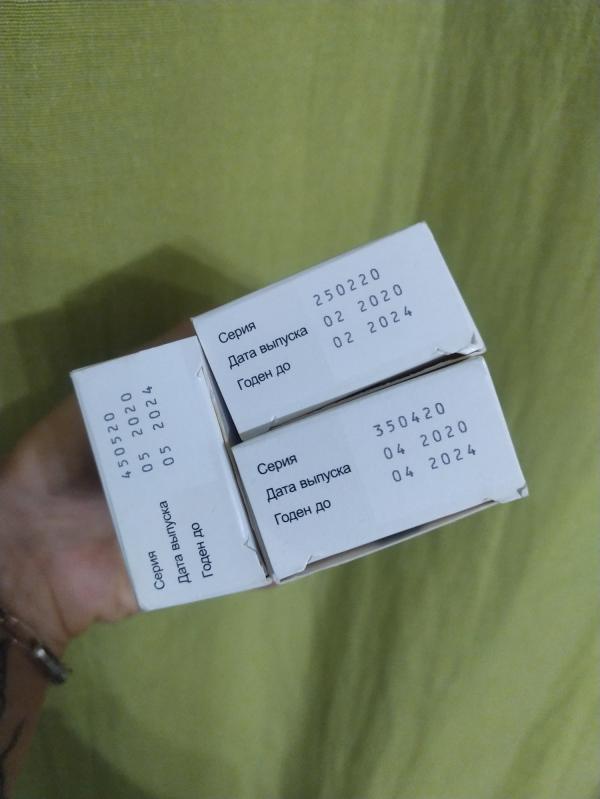 Серия 250220
Дата выпуска 02 2020
Годен до 02 2024
Серия 450520
Дата выпуска 05 2020
Годен до 05 2024
Серия 350420
Дата выпуска 04 2020
Годен до 04 2024